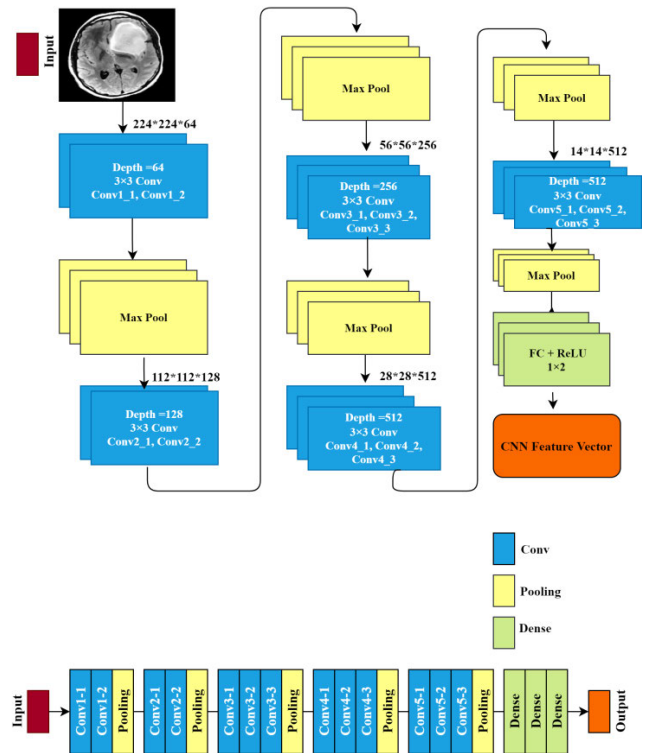 Input
224*224*64
Depth =64
3×3 Conv
Conv1_1, Conv1_2
Max Pool
112*112*128
Depth =128
3×3 Conv
Conv2_1, Conv2_2
Max Pool
56*56*256
Depth =256
3×3 Conv
Conv3_1, Conv3_2,
Conv3_3
Max Pool
28*28*512
Depth =512
3×3 Conv
Conv4_1, Conv4_2,
Conv4_3
Max Pool
14*14*512
Depth =512
3×3 Conv
Conv5_1, Conv5_2,
Conv5_3
Max Pool
FC + ReLU
1×2
CNN Feature Vector
Conv
Pooling
Dense
Input
Conv1-1
Conv1-2
Pooling
Conv2-1
Conv2-2
Pooling
Conv3-1
Conv3-2
Conv3-3
Pooling
Conv4-1
Conv4-2
Conv4-3
Pooling
Conv5-1
Conv5-2
Conv5-3
Pooling
Dense
Dense
Dense
Output